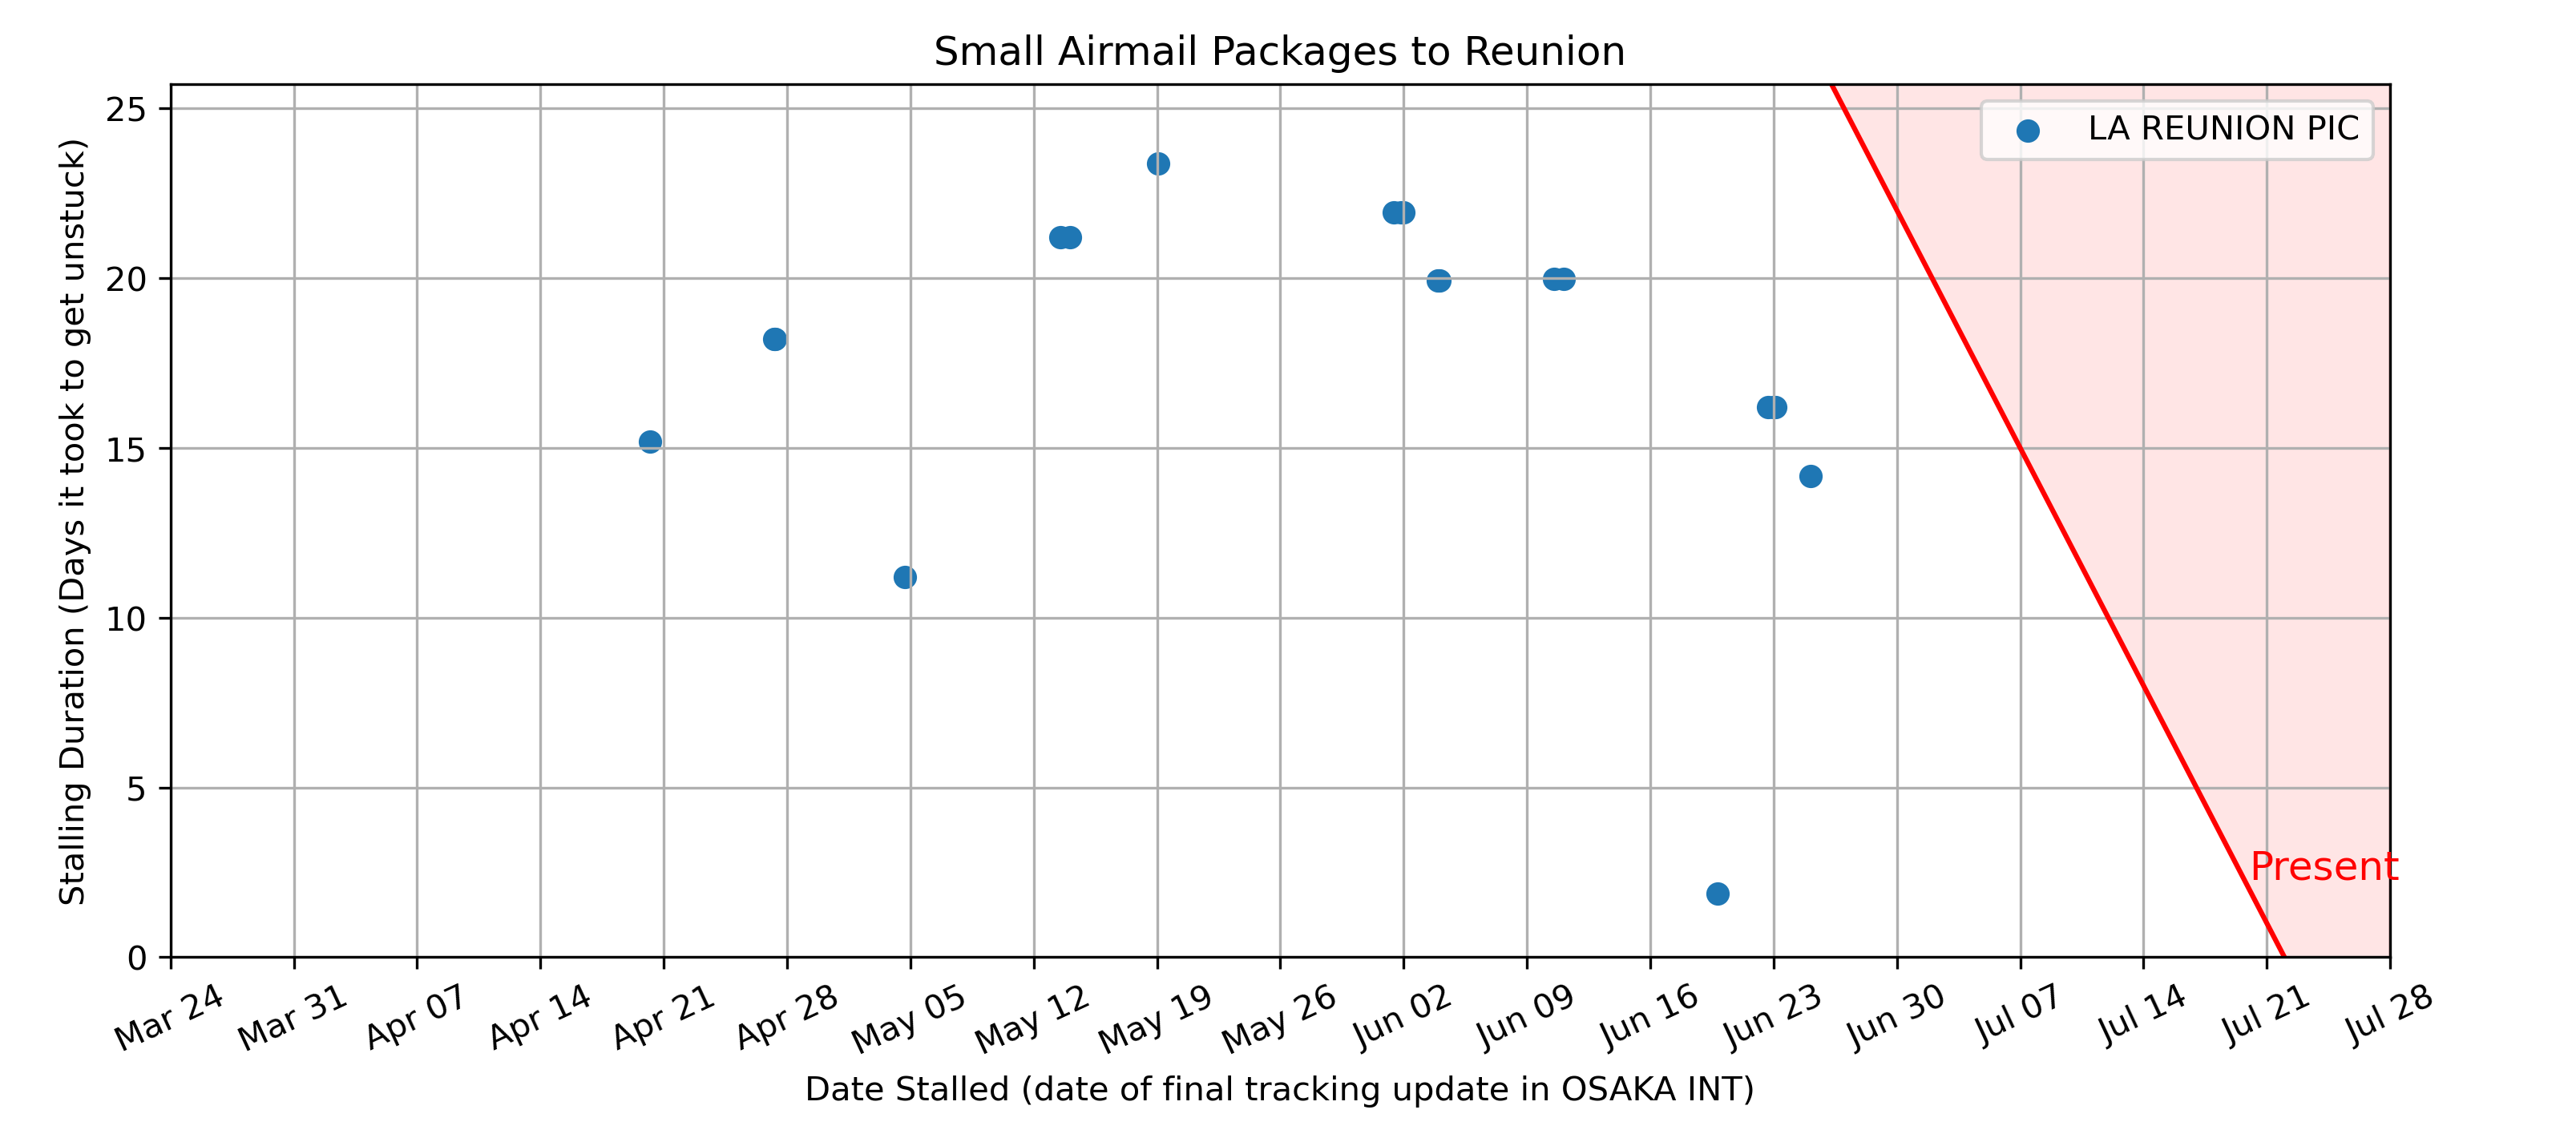 Small Airmail Packages to Reunion
LA REUNION PIC
Stalling Duration (Days it took to get unstuck)
25
20
15
10
5
0
Present
Mar 24
Mar 31
Apr 07
Apr 14
Apr 21
Apr 28
May 05
May 12
May 19
May 26
Jun 02
Jun 09
Jun 16
Jun 23
Jun 30
Jul 07
Jul 14
Jul 21
Jul 28
Date Stalled (date of final tracking update in OSAKA INT)